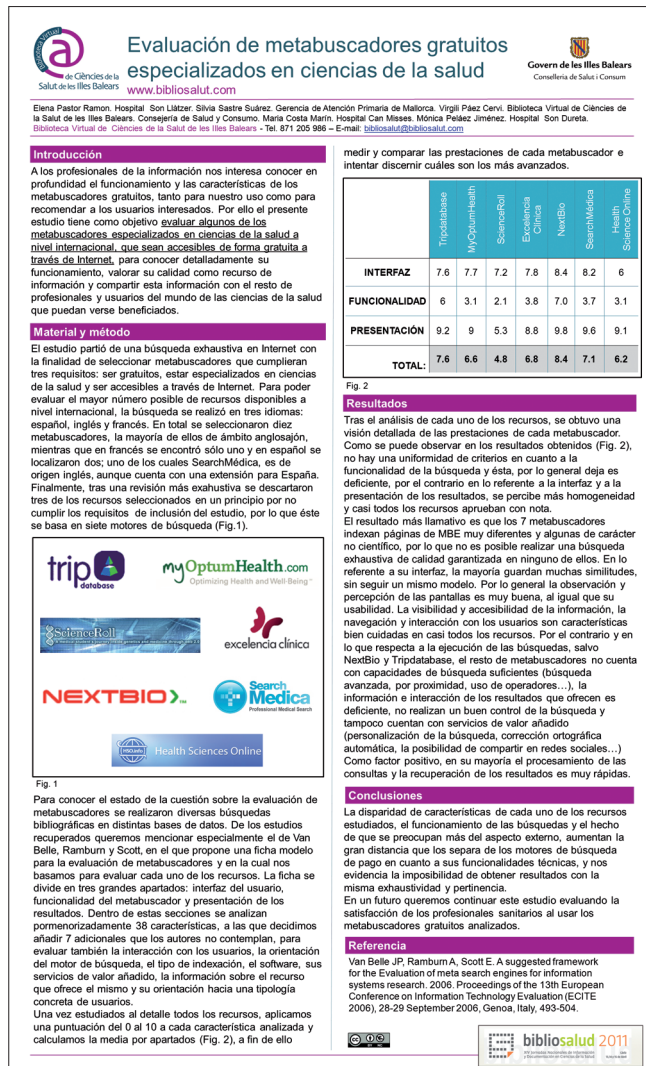 Biblioteca Virtual
de Ciències de la
Salut de les Illes Balears
Evaluación de metabuscadores gratuitos
especializados en ciencias de la salud
www.bibliosalut.com
Govern de les Illes Balears
Conselleria de Salut i Consum
Elena Pastor Ramon. Hospital Son Llàtzer. Silvia Sastre Suárez. Gerencia de Atención Primaria de Mallorca. Virgili Páez Cervi. Biblioteca Virtual de Ciències de
la Salut de les Illes Balears. Consejería de Salud y Consumo. Maria Costa Marín. Hospital Can Misses. Mónica Peláez Jiménez. Hospital Son Dureta.
Biblioteca Virtual de Ciències de la Salut de les Illes Balears - Tel. 871 205 986 – E-mail: bibliosalut@bibliosalut.com
Introducción
A los profesionales de la información nos interesa conocer en
profundidad el funcionamiento y las características de los
metabuscadores gratuitos, tanto para nuestro uso como para
recomendar a los usuarios interesados. Por ello el presente
estudio tiene como objetivo evaluar algunos de los
metabuscadores especializados en ciencias de la salud a
nivel internacional, que sean accesibles de forma gratuita a
través de Internet, para conocer detalladamente su
funcionamiento, valorar su calidad como recurso de
información y compartir esta información con el resto de
profesionales y usuarios del mundo de las ciencias de la salud
que puedan verse beneficiados.
Material y método
El estudio partió de una búsqueda exhaustiva en Internet con
la finalidad de seleccionar metabuscadores que cumplieran
tres requisitos: ser gratuitos, estar especializados en ciencias
de la salud y ser accesibles a través de Internet. Para poder
evaluar el mayor número posible de recursos disponibles a
nivel internacional, la búsqueda se realizó en tres idiomas:
español, inglés y francés. En total se seleccionaron diez
metabuscadores, la mayoría de ellos de ámbito anglosajón,
mientras que en francés se encontró sólo uno y en español se
localizaron dos; uno de los cuales SearchMédica, es de
origen inglés, aunque cuenta con una extensión para España.
Finalmente, tras una revisión más exahustiva se descartaron
tres de los recursos seleccionados en un principio por no
cumplir los requisitos de inclusión del estudio, por lo que éste
se basa en siete motores de búsqueda (Fig.1).
trip
database
myOptumHealth.com
Optimizing Health and Well-Being
ScienceRoll
excelencia clínica
NEXTBIO
Search
Medica
Professional Medical Search
Health Sciences Online
Fig. 1
Para conocer el estado de la cuestión sobre la evaluación de
metabuscadores se realizaron diversas búsquedas
bibliográficas en distintas bases de datos. De los estudios
recuperados queremos mencionar especialmente el de Van
Belle, Ramburn y Scott, en el que propone una ficha modelo
para la evaluación de metabuscadores y en la cual nos
basamos para evaluar cada uno de los recursos. La ficha se
divide en tres grandes apartados: interfaz del usuario,
funcionalidad del metabuscador y presentación de los
resultados. Dentro de estas secciones se analizan
pormenorizadamente 38 características, a las que decidimos
añadir 7 adicionales que los autores no contemplan, para
evaluar también la interacción con los usuarios, la orientación
del motor de búsqueda, el tipo de indexación, el software, sus
servicios de valor añadido, la información sobre el recurso
que ofrece el mismo y su orientación hacia una tipología
concreta de usuarios.
Una vez estudiados al detalle todos los recursos, aplicamos
una puntuación del 0 al 10 a cada característica analizada y
calculamos la media por apartados (Fig. 2), a fin de ello
medir y comparar las prestaciones de cada metabuscador e
intentar discernir cuáles son los más avanzados.
Tripdatabase MyOptumHealth ScienceRoll Excelencia Clínica NextBio SearchMédica Health Science Online
INTERFAZ 7.6 7.7 7.2 7.8 8.4 8.2 6
FUNCIONALIDAD 6 3.1 2.1 3.8 7.0 3.7 3.1
PRESENTACIÓN 9.2 9 5.3 8.8 9.8 9.6 9.1
TOTAL: 7.6 6.6 4.8 6.8 8.4 7.1 6.2
Fig. 2
Resultados
Tras el análisis de cada uno de los recursos, se obtuvo una
visión detallada de las prestaciones de cada metabuscador.
Como se puede observar en los resultados obtenidos (Fig. 2),
no hay una uniformidad de criterios en cuanto a la
funcionalidad de la búsqueda y ésta, por lo general deja es
deficiente, por el contrario en lo referente a la interfaz y a la
presentación de los resultados, se percibe más homogeneidad
y casi todos los recursos aprueban con nota.
El resultado más llamativo es que los 7 metabuscadores
indexan páginas de MBE muy diferentes y algunas de carácter
no científico, por lo que no es posible realizar una búsqueda
exhaustiva de calidad garantizada en ninguno de ellos. En lo
referente a su interfaz, la mayoría guardan muchas similitudes,
sin seguir un mismo modelo. Por lo general la observación y
percepción de las pantallas es muy buena, al igual que su
usabilidad. La visibilidad y accesibilidad de la información, la
navegación y interacción con los usuarios son características
bien cuidadas en casi todos los recursos. Por el contrario y en
lo que respecta a la ejecución de las búsquedas, salvo
NextBio y Tripdatabase, el resto de metabuscadores no cuenta
con capacidades de búsqueda suficientes (búsqueda
avanzada, por proximidad, uso de operadores…), la
información e interacción de los resultados que ofrecen es
deficiente, no realizan un buen control de la búsqueda y
tampoco cuentan con servicios de valor añadido
(personalización de la búsqueda, corrección ortográfica
automática, la posibilidad de compartir en redes sociales…)
Como factor positivo, en su mayoría el procesamiento de las
consultas y la recuperación de los resultados es muy rápidas.
Conclusiones
La disparidad de características de cada uno de los recursos
estudiados, el funcionamiento de las búsquedas y el hecho
de que se preocupan más del aspecto externo, aumentan la
gran distancia que los separa de los motores de búsqueda
de pago en cuanto a sus funcionalidades técnicas, y nos
evidencia la imposibilidad de obtener resultados con la
misma exhaustividad y pertinencia.
En un futuro queremos continuar este estudio evaluando la
satisfacción de los profesionales sanitarios al usar los
metabuscadores gratuitos analizados.
Referencia
Van Belle JP, Ramburn A, Scott E. A suggested framework
for the Evaluation of meta search engines for information
systems research. 2006. Proceedings of the 13th European
Conference on Information Technology Evaluation (ECITE
2006), 28-29 September 2006, Genoa, Italy, 493-504.
bibliosalud 2011